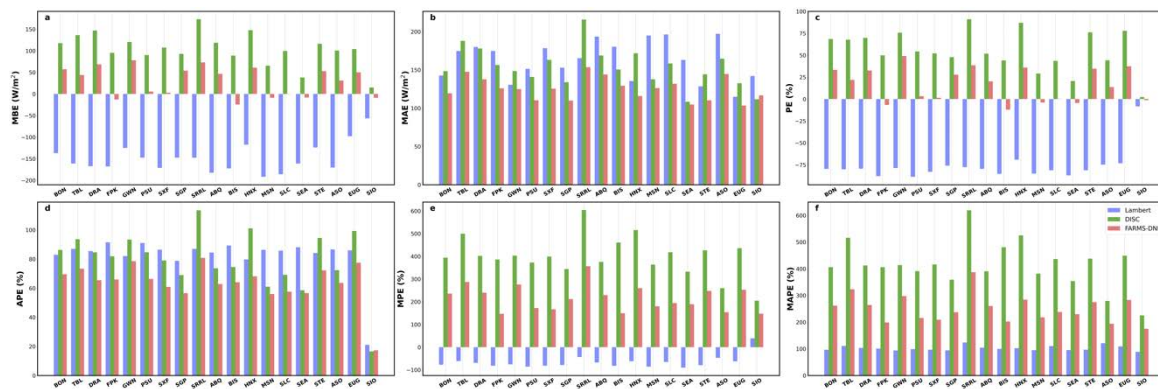 a
MBE (W/m²)
150
100
50
0
−50
−100
−150
−200
BON TBL DRA FPK GWN PSU SXF SGP SRRL ABQ BIS HNX MSN SLC SEA STE ASO EUG SIO
b
MAE (W/m²)
200
150
100
50
0
BON TBL DRA FPK GWN PSU SXF SGP SRRL ABQ BIS HNX MSN SLC SEA STE ASO EUG SIO
c
PE (%)
100
75
50
25
0
−25
−50
−75
BON TBL DRA FPK GWN PSU SXF SGP SRRL ABQ BIS HNX MSN SLC SEA STE ASO EUG SIO
d
APE (%)
100
80
60
40
20
0
BON TBL DRA FPK GWN PSU SXF SGP SRRL ABQ BIS HNX MSN SLC SEA STE ASO EUG SIO
e
MPE (%)
600
500
400
300
200
100
0
−100
BON TBL DRA FPK GWN PSU SXF SGP SRRL ABQ BIS HNX MSN SLC SEA STE ASO EUG SIO
f
Lambert
DISC
FARMS-DNI
MAPE (%)
600
500
400
300
200
100
0
BON TBL DRA FPK GWN PSU SXF SGP SRRL ABQ BIS HNX MSN SLC SEA STE ASO EUG SIO